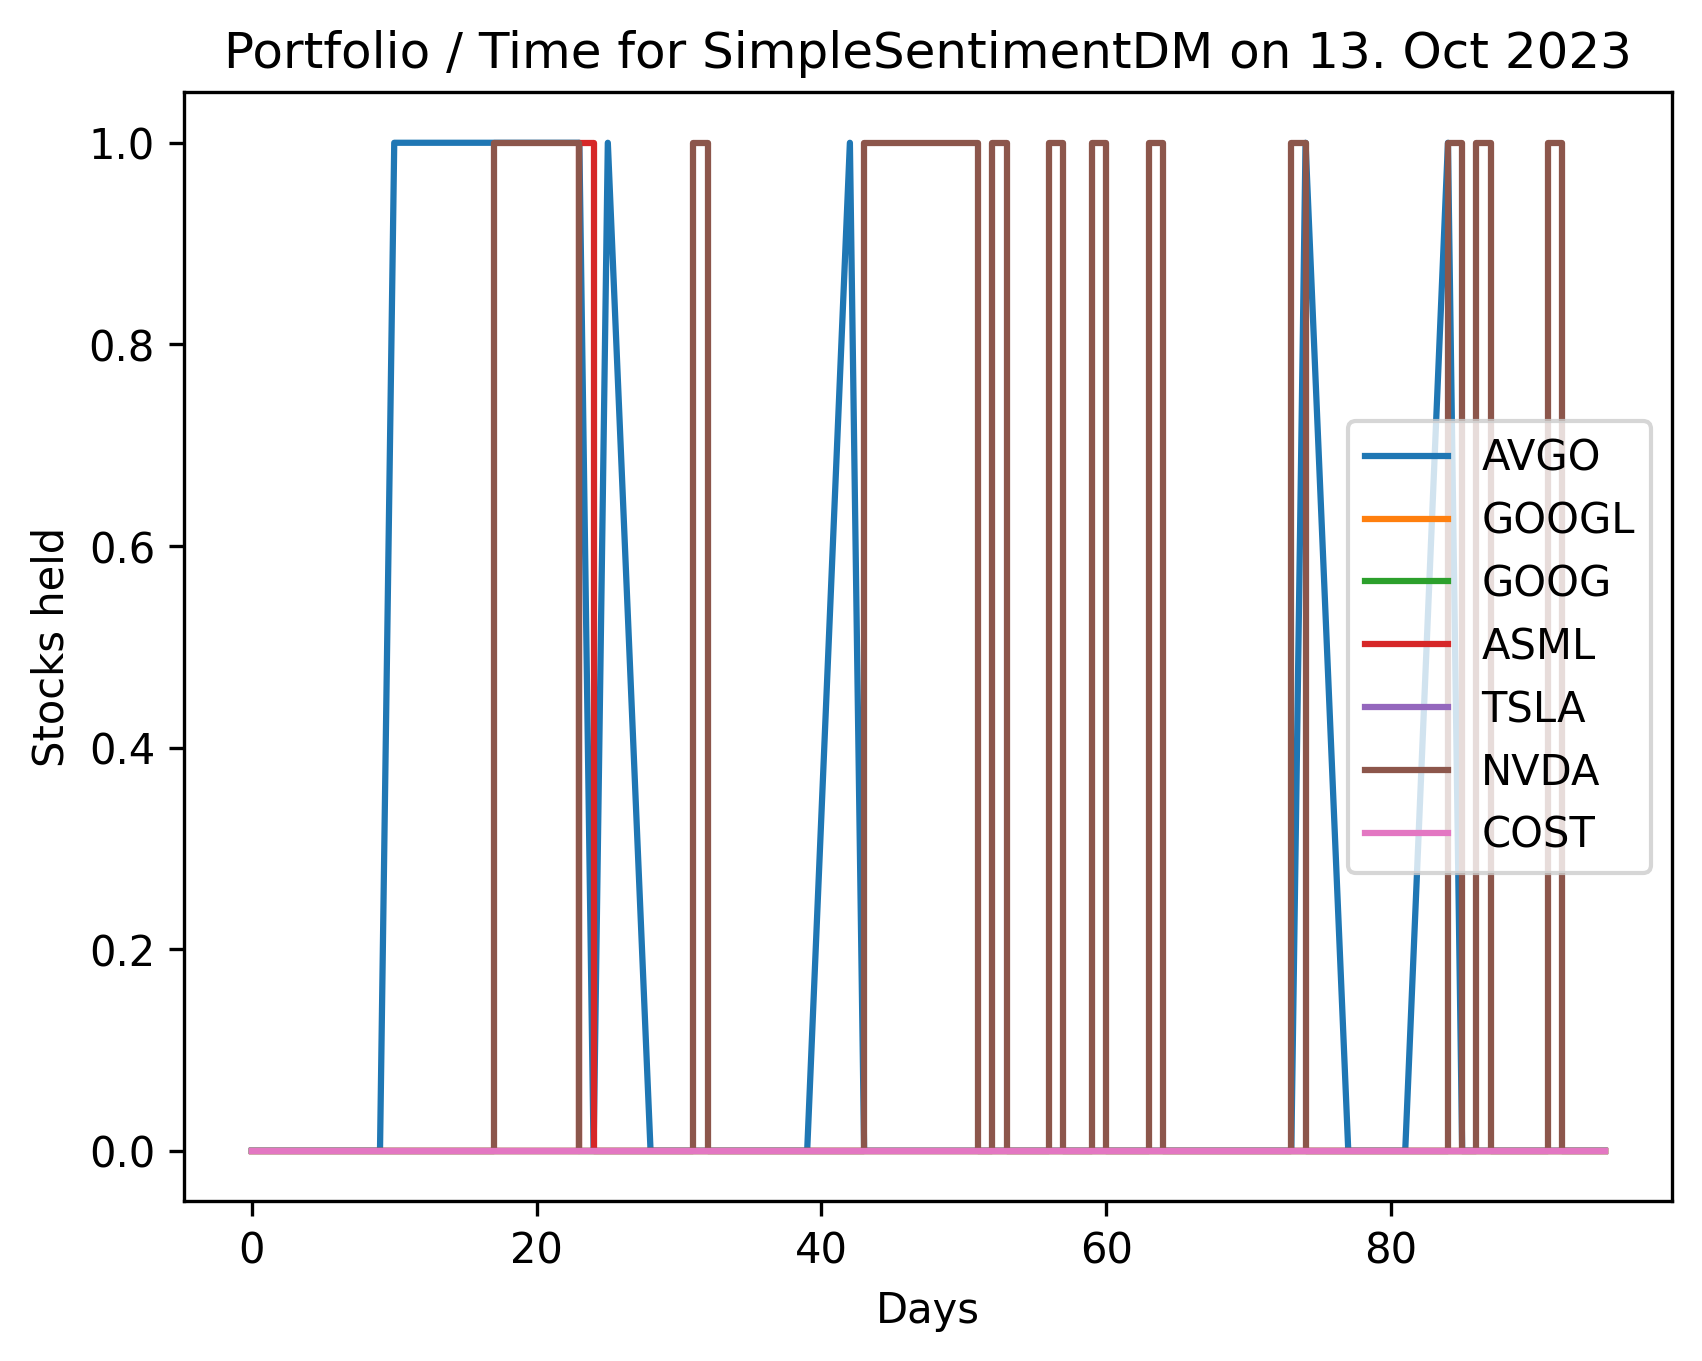 Portfolio / Time for SimpleSentimentDM on 13. Oct 2023
1.0
0.8
0.6
0.4
0.2
0.0
Stocks held
AVGO
GOOGL
GOOG
ASML
TSLA
NVDA
COST
0 20 40 60 80
Days